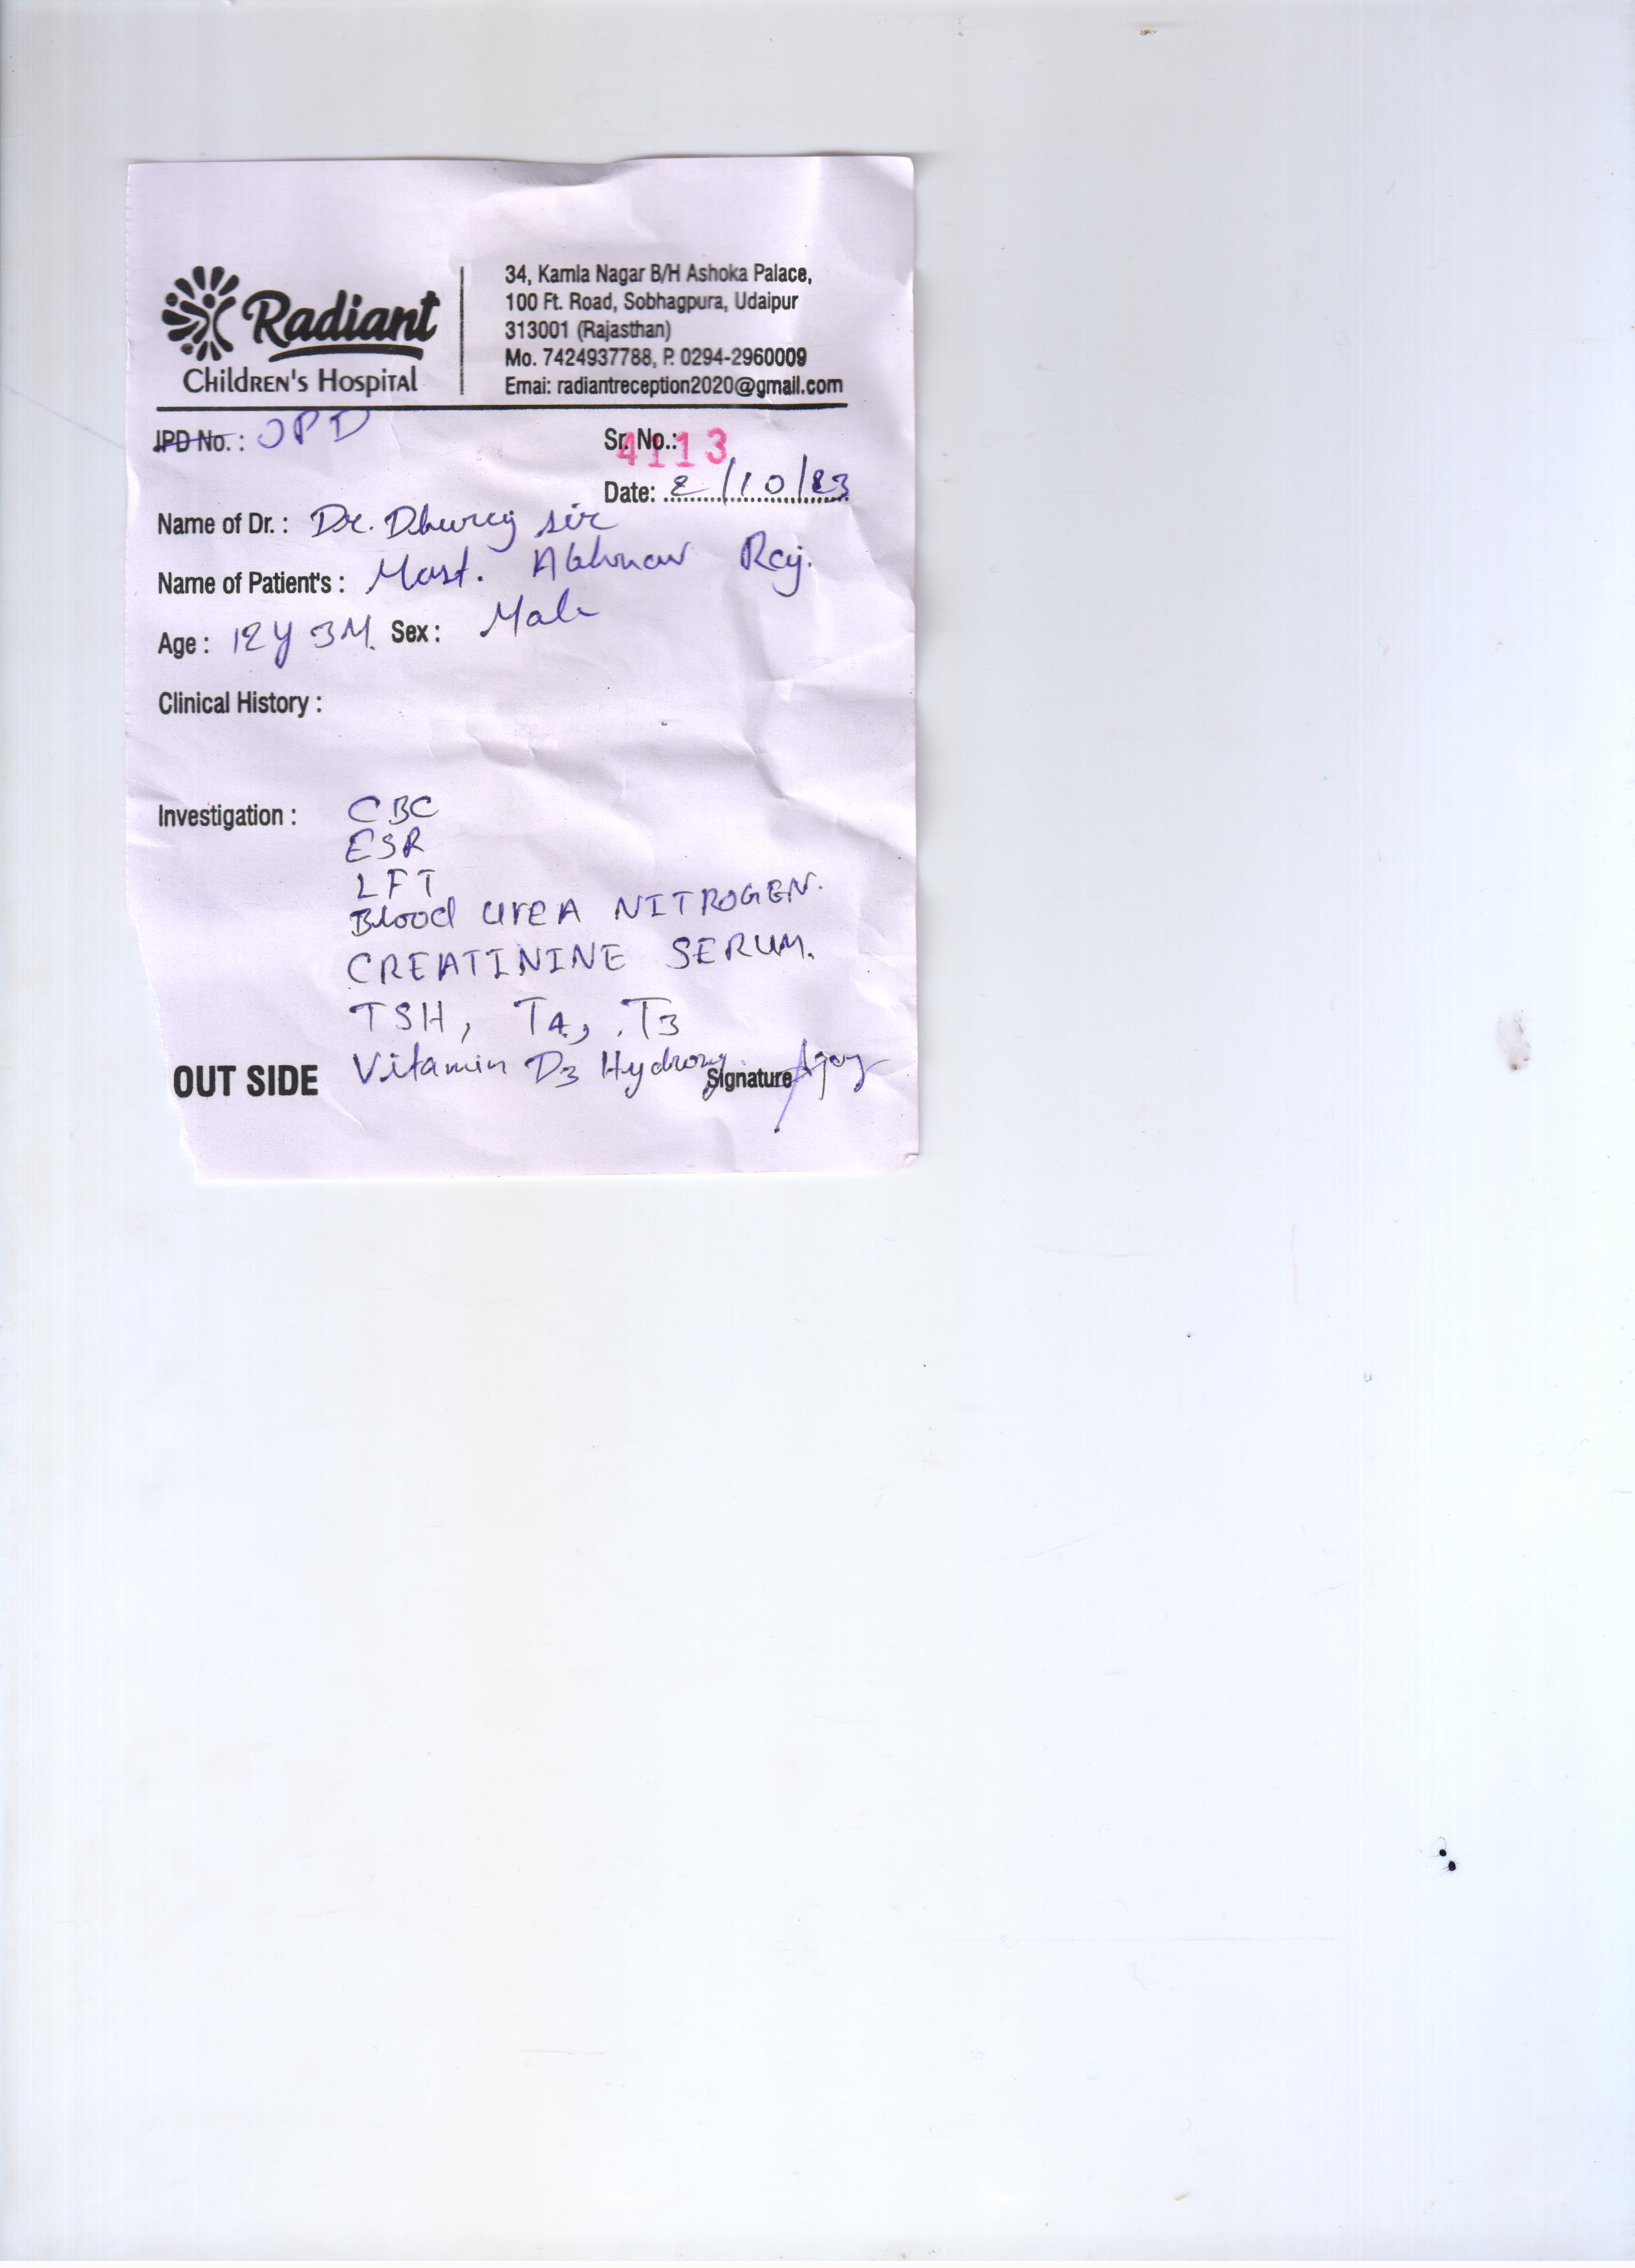 Radiant
Children's Hospital
34, Kamla Nagar B/H Ashoka Palace,
100 Ft. Road, Sobhagpura, Udaipur
313001 (Rajasthan)
Mo. 7424937788, P. 0294-2960009
Emai: radiantreception2020@gmail.com
IPD No. : OPD
Sr. No.: 4113
Date: 2/10/23
Name of Dr. : Dr. sir
Name of Patient's : Mast. Abhinav Raj.
Age : 12Y 3M. Sex : Male
Clinical History :
Investigation : CBC
ESR
LFT
Blood UreA NITROGEN.
CREATININE SERUM.
TSH, T4, T3
Vitamin D3 Hydroxy
OUT SIDE
Signature Ajay